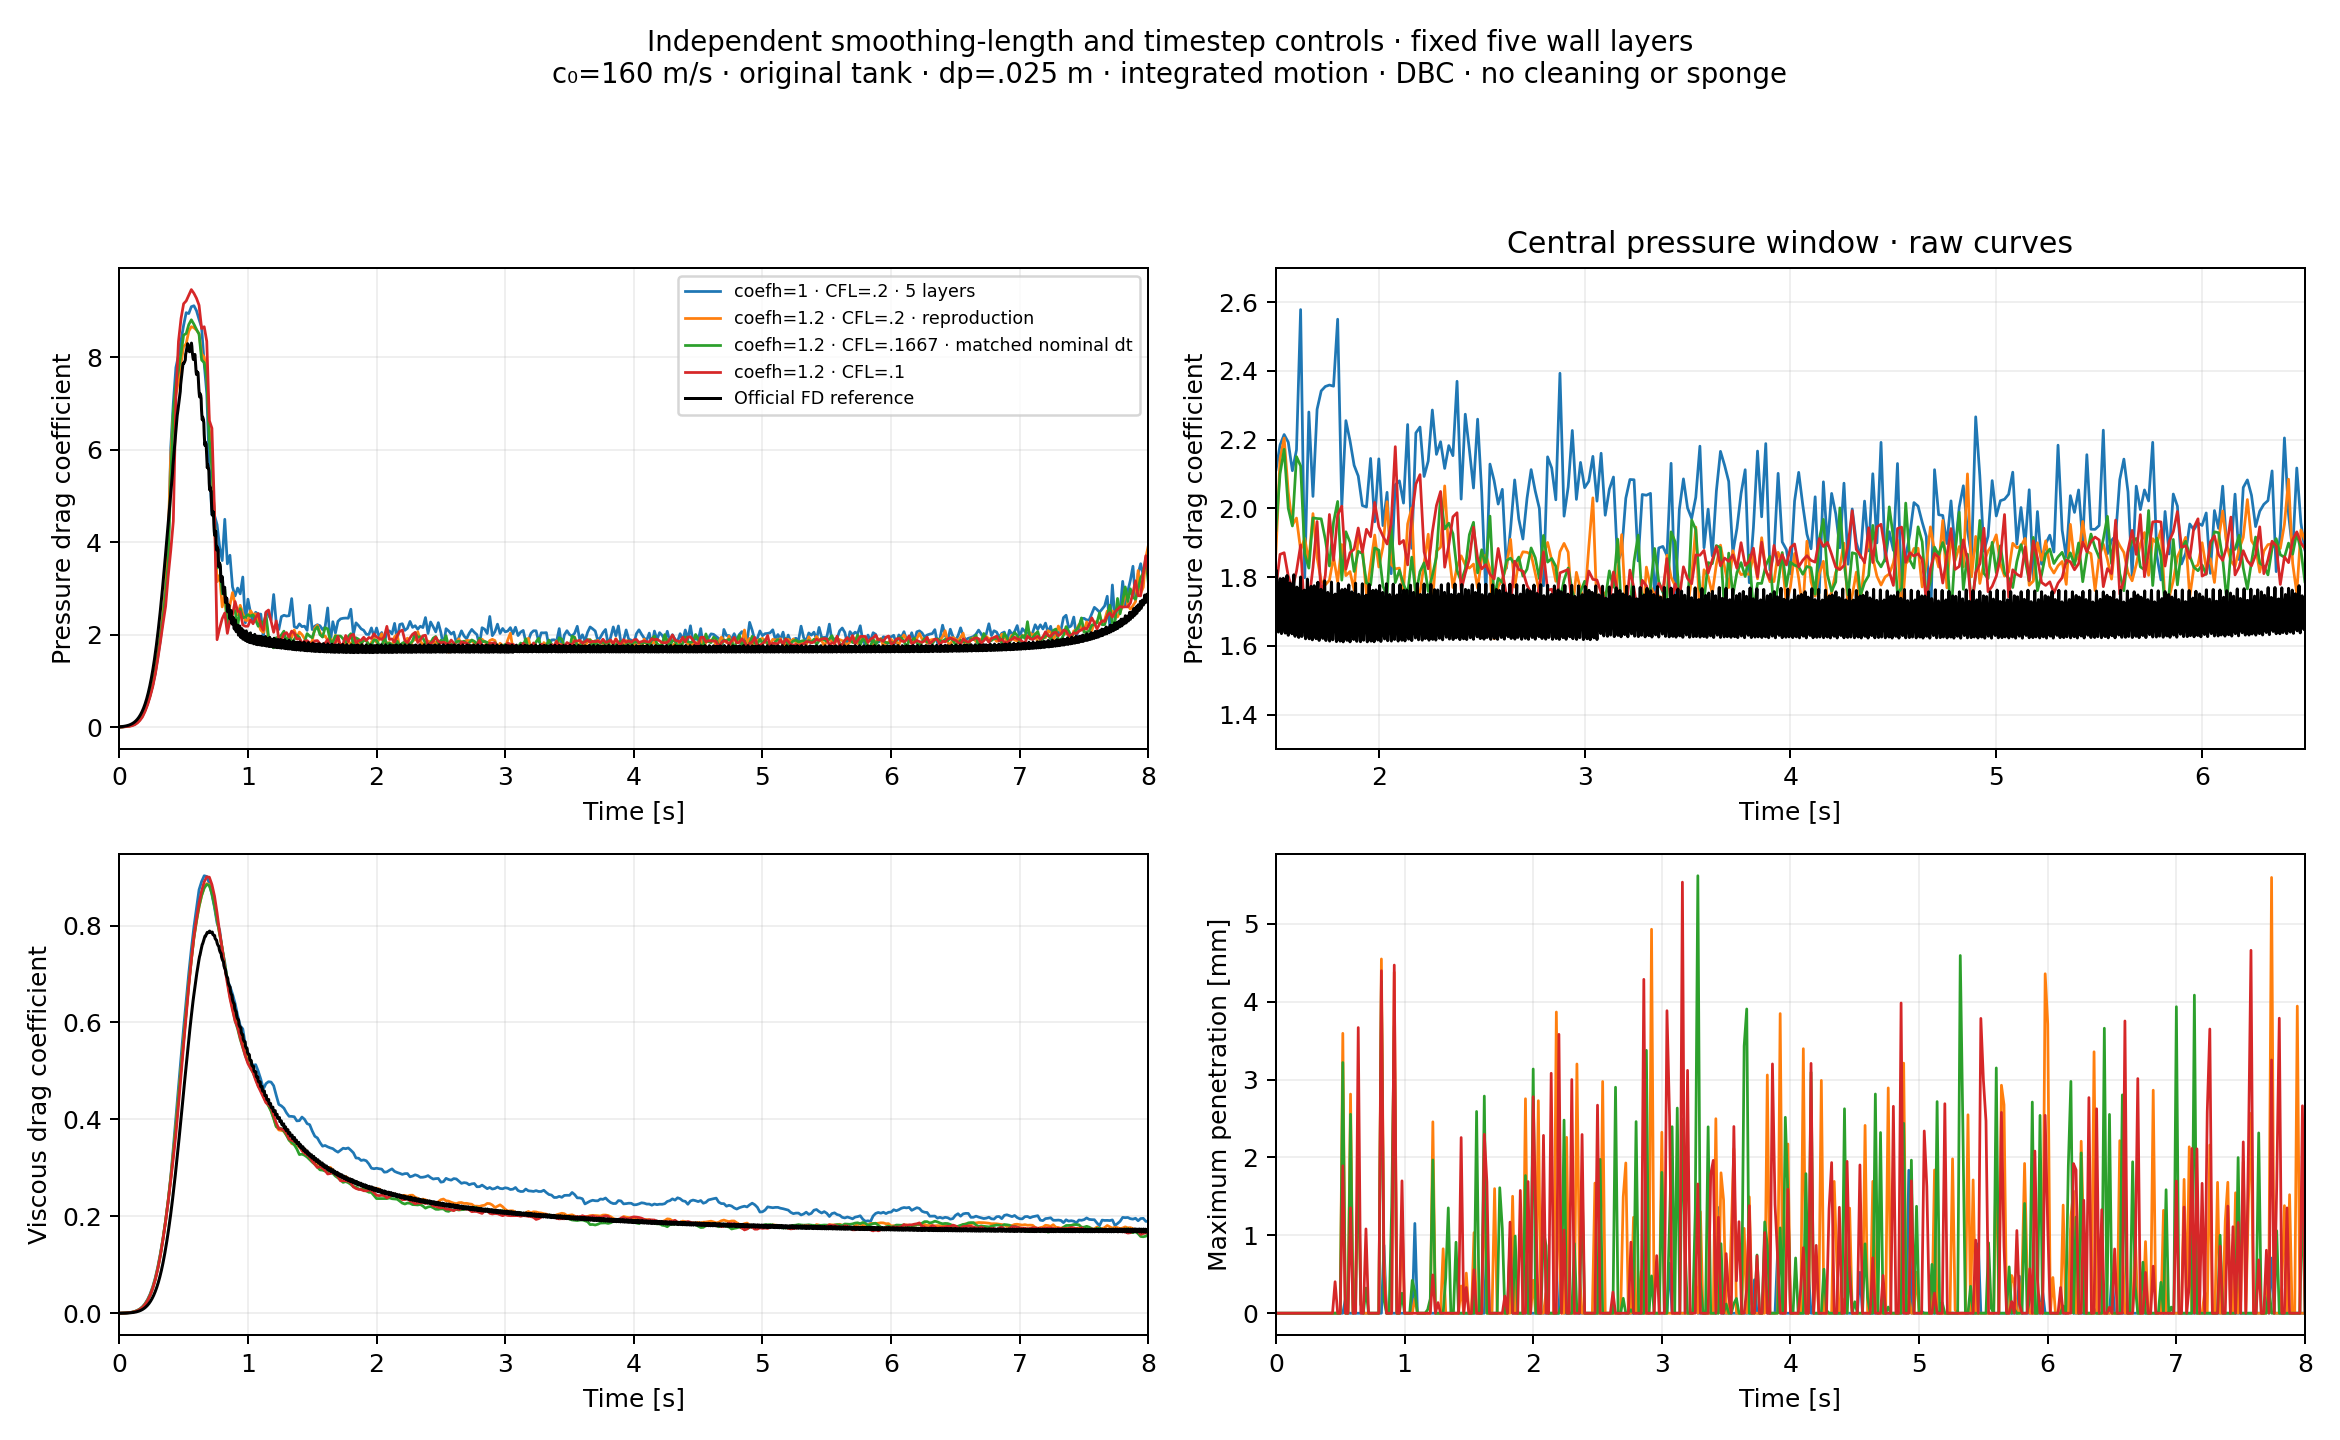 Independent smoothing-length and timestep controls · fixed five wall layers
c₀=160 m/s · original tank · dp=.025 m · integrated motion · DBC · no cleaning or sponge
Pressure drag coefficient
8
6
4
2
0
coefh=1 · CFL=.2 · 5 layers
coefh=1.2 · CFL=.2 · reproduction
coefh=1.2 · CFL=.1667 · matched nominal dt
coefh=1.2 · CFL=.1
Official FD reference
0 1 2 3 4 5 6 7 8
Time [s]
Central pressure window · raw curves
Pressure drag coefficient
2.6
2.4
2.2
2.0
1.8
1.6
1.4
2 3 4 5 6
Time [s]
Viscous drag coefficient
0.8
0.6
0.4
0.2
0.0
0 1 2 3 4 5 6 7 8
Time [s]
Maximum penetration [mm]
5
4
3
2
1
0
0 1 2 3 4 5 6 7 8
Time [s]